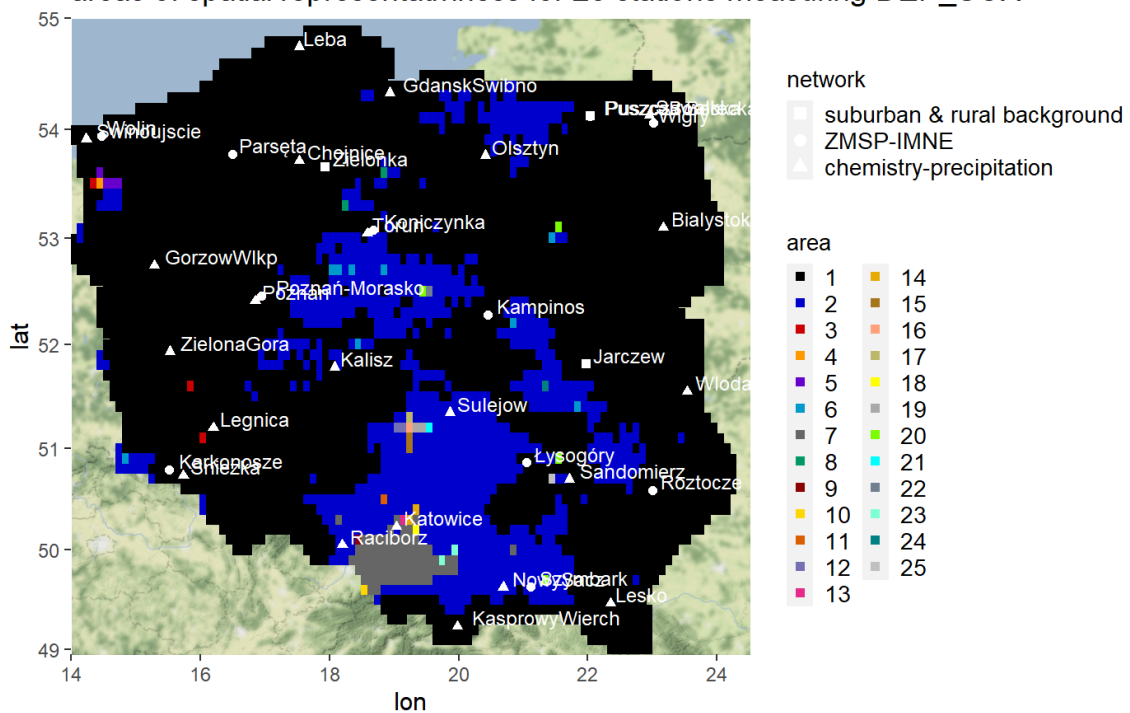 55
54
53
52
51
50
49
14
16
18
20
22
24
lat
lon
Leba
GdanskSwibno
Wolin
Swinoujscie
Parsęta
Chojnice
Zielonka
Olsztyn
Wigry
Koniczynka
Torun
Bialystok
GorzowWlkp
Poznań-Morasko
Poznan
Kampinos
ZielonaGora
Kalisz
Jarczew
Wloda
Sulejow
Legnica
Karkonosze
Sniezka
Łysogóry
Sandomierz
Roztocze
Katowice
Raciborz
NowySacz
Szymbark
Lesko
KasprowyWierch
network
suburban & rural background
ZMSP-IMNE
chemistry-precipitation
area
1
2
3
4
5
6
7
8
9
10
11
12
13
14
15
16
17
18
19
20
21
22
23
24
25